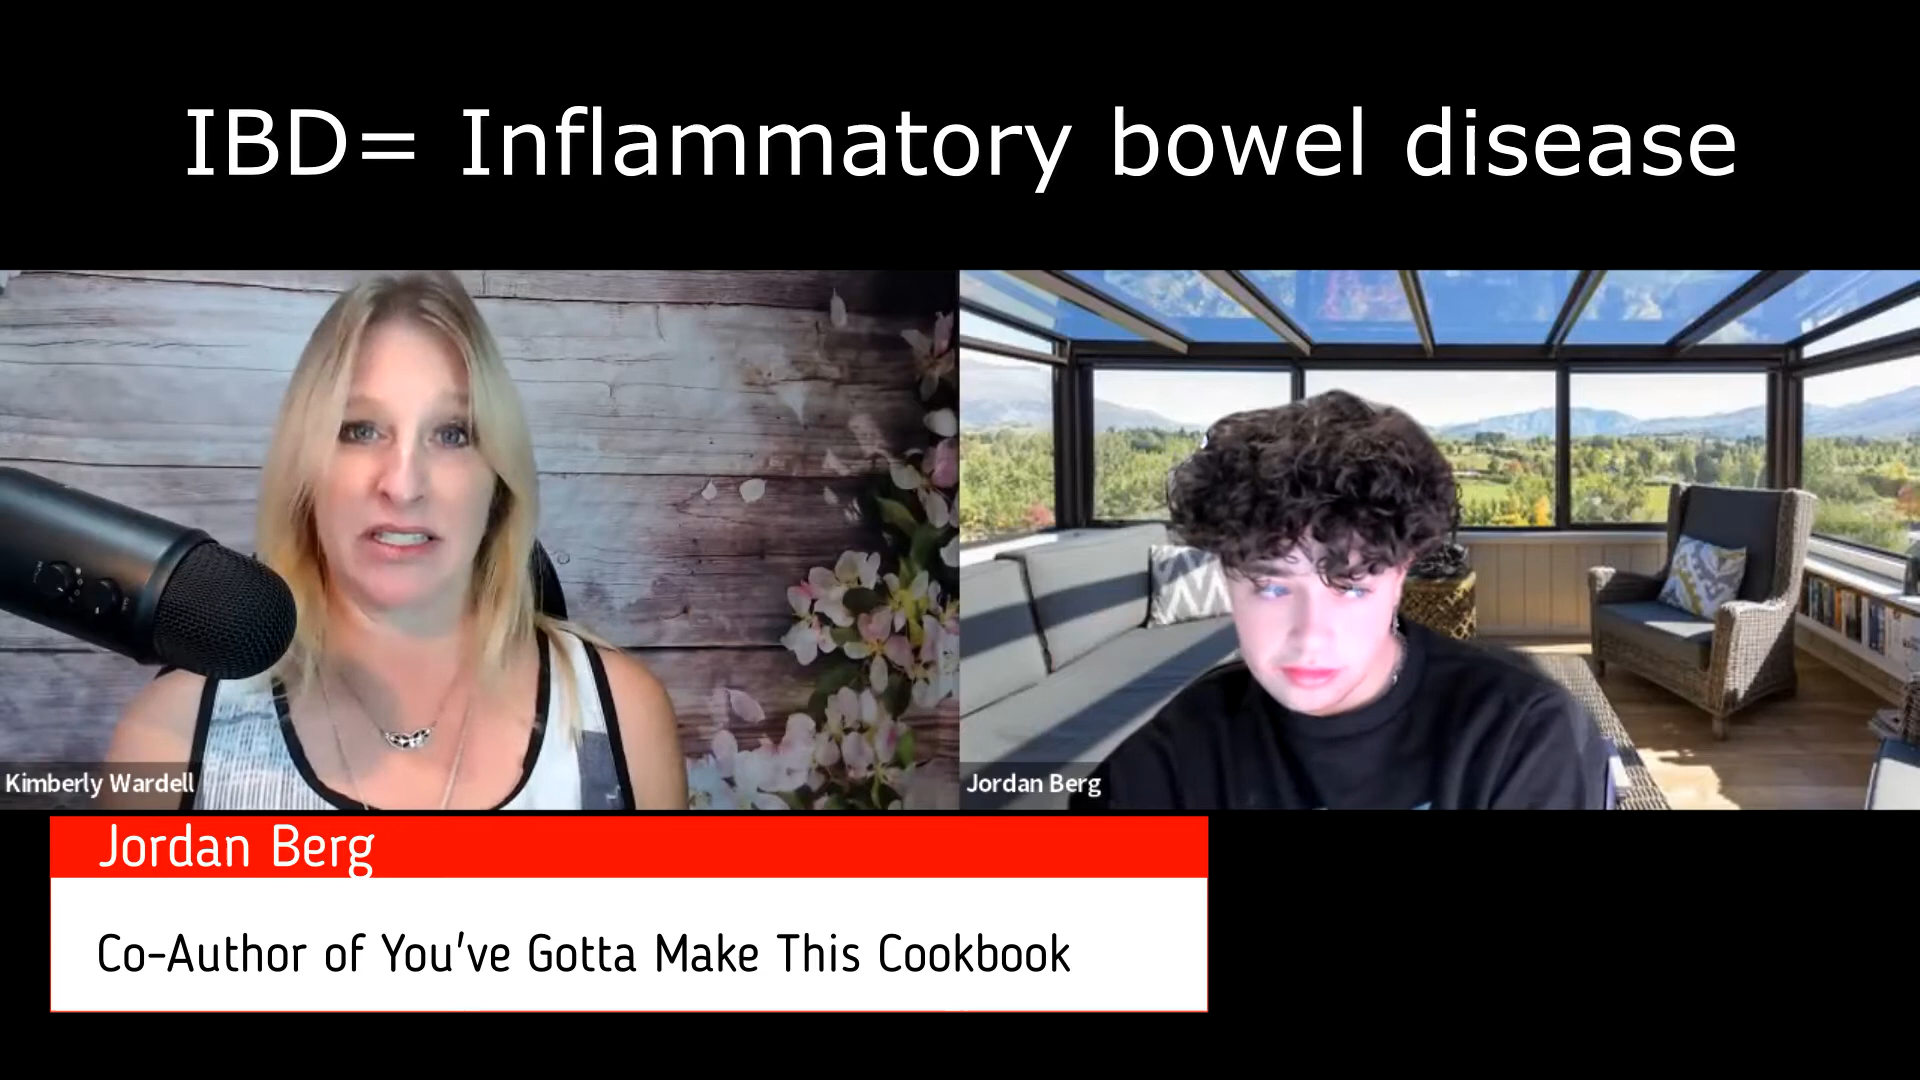 IBD= Inflammatory bowel disease
Kimberly Wardell
Jordan Berg
Jordan Berg
Co-Author of You've Gotta Make This Cookbook